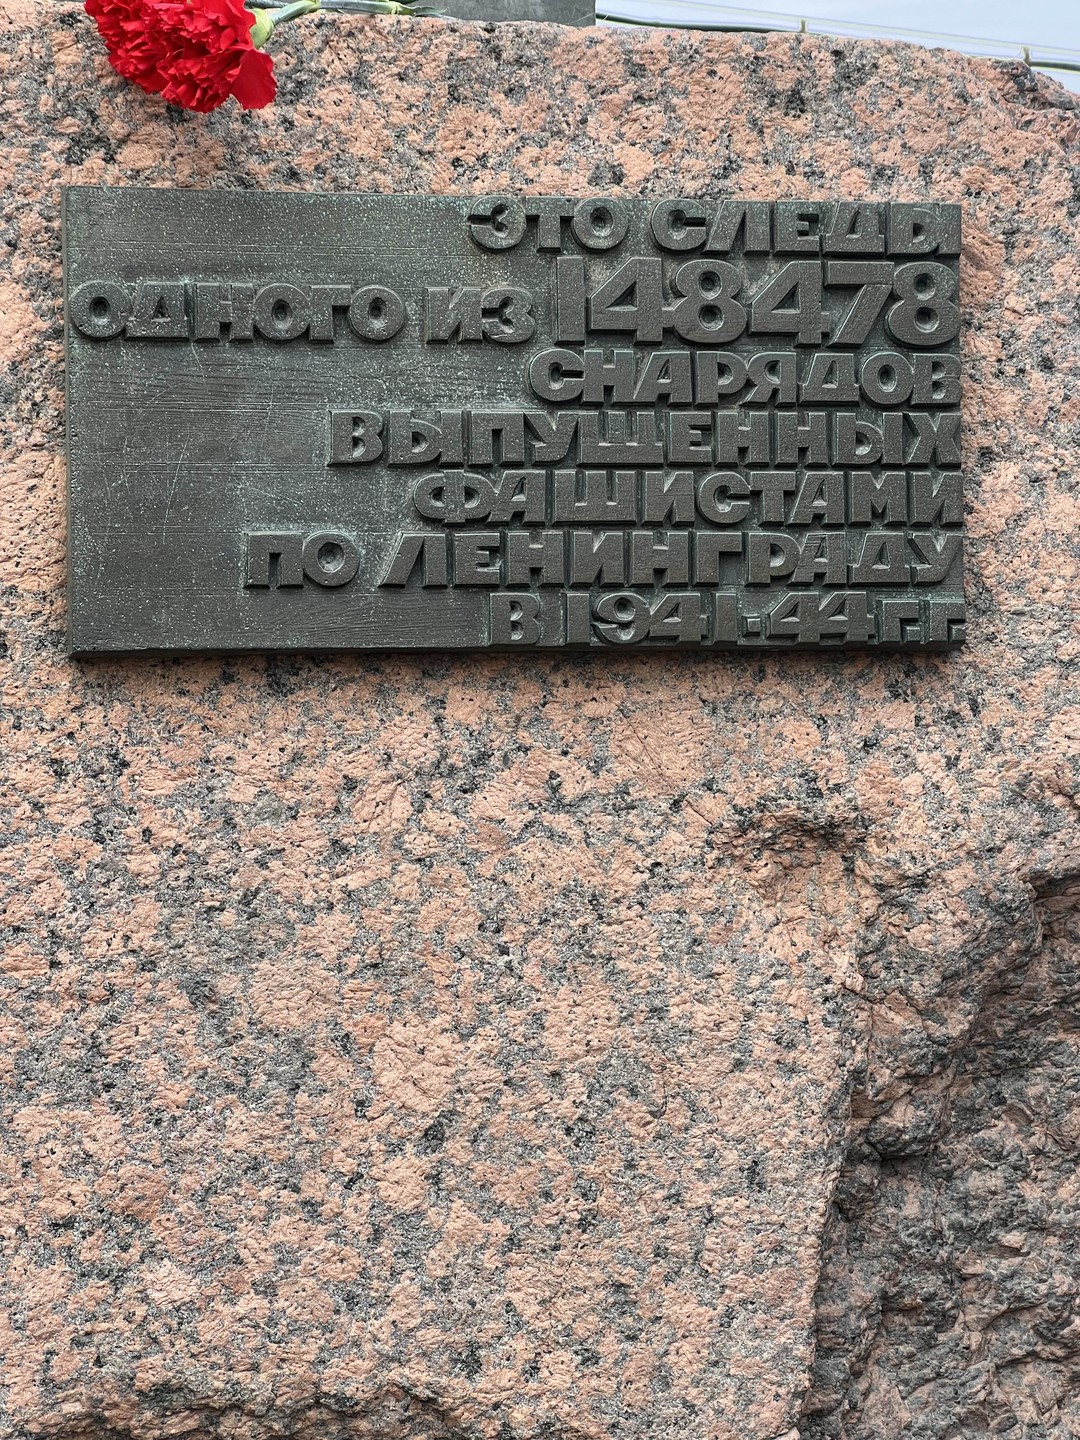 ЭТО СЛЕДЫ
ОДНОГО ИЗ 148478
СНАРЯДОВ
ВЫПУЩЕННЫХ
ФАШИСТАМИ
ПО ЛЕНИНГРАДУ
В 1941-44 г.г.